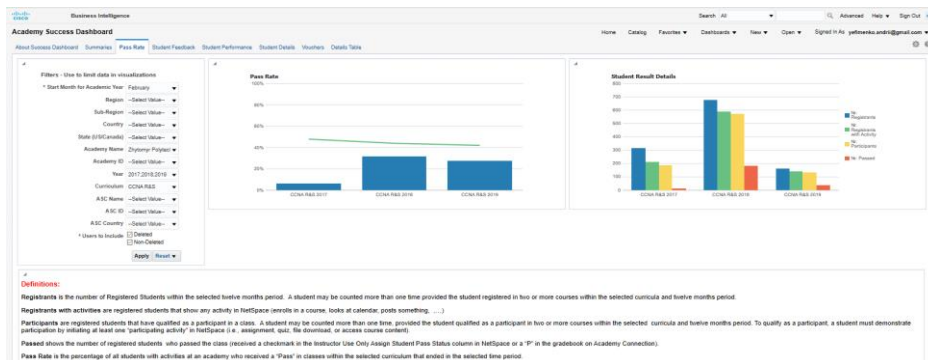 cisco
Business Intelligence
Search All
Advanced Help Sign Out
Academy Success Dashboard
Home Catalog Favorites Dashboards New Open Signed In As yefimenko.andrii@gmail.com
About Success Dashboard Summaries Pass Rate Student Feedback Student Performance Student Details Vouchers Details Table
Filters - Use to limit data in visualizations
* Start Month for Academic Year February
Region --Select Value--
Sub-Region --Select Value--
Country --Select Value--
State (US/Canada) --Select Value--
Academy Name Zhytomyr Polytecl
Academy ID --Select Value--
Year 2017;2018;2019
Curriculum CCNA R&S
ASC Name --Select Value--
ASC ID --Select Value--
ASC Country --Select Value--
* Users to Include Deleted
Non-Deleted
Apply Reset
Pass Rate
100%
80%
60%
40%
20%
0%
CCNA R&S 2017 CCNA R&S 2018 CCNA R&S 2019
Student Result Details
800
700
600
500
400
300
200
100
0
CCNA R&S 2017 CCNA R&S 2018 CCNA R&S 2019
Nr. Registrants
Nr. Registrants with Activity
Nr. Participants
Nr. Passed
Definitions:
Registrants is the number of Registered Students within the selected twelve months period. A student may be counted more than one time provided the student registered in two or more courses within the selected curricula and twelve months period.
Registrants with activities are registered students that show any activity in NetSpace (enrolls in a course, looks at calendar, posts something, ....)
Participants are registered students that have qualified as a participant in a class. A student may be counted more than one time, provided the student qualified as a participant in two or more courses within the selected curricula and twelve months period. To qualify as a participant, a student must demonstrate
participation by initiating at least one "participating activity" in NetSpace (i.e., assignment, quiz, file download, or access course content).
Passed shows the number of registered students who passed the class (received a checkmark in the Instructor Use Only Assign Student Pass Status column in NetSpace or a "P" in the gradebook on Academy Connection).
Pass Rate is the percentage of all students with activities at an academy who received a "Pass" in classes within the selected curriculum that ended in the selected time period.